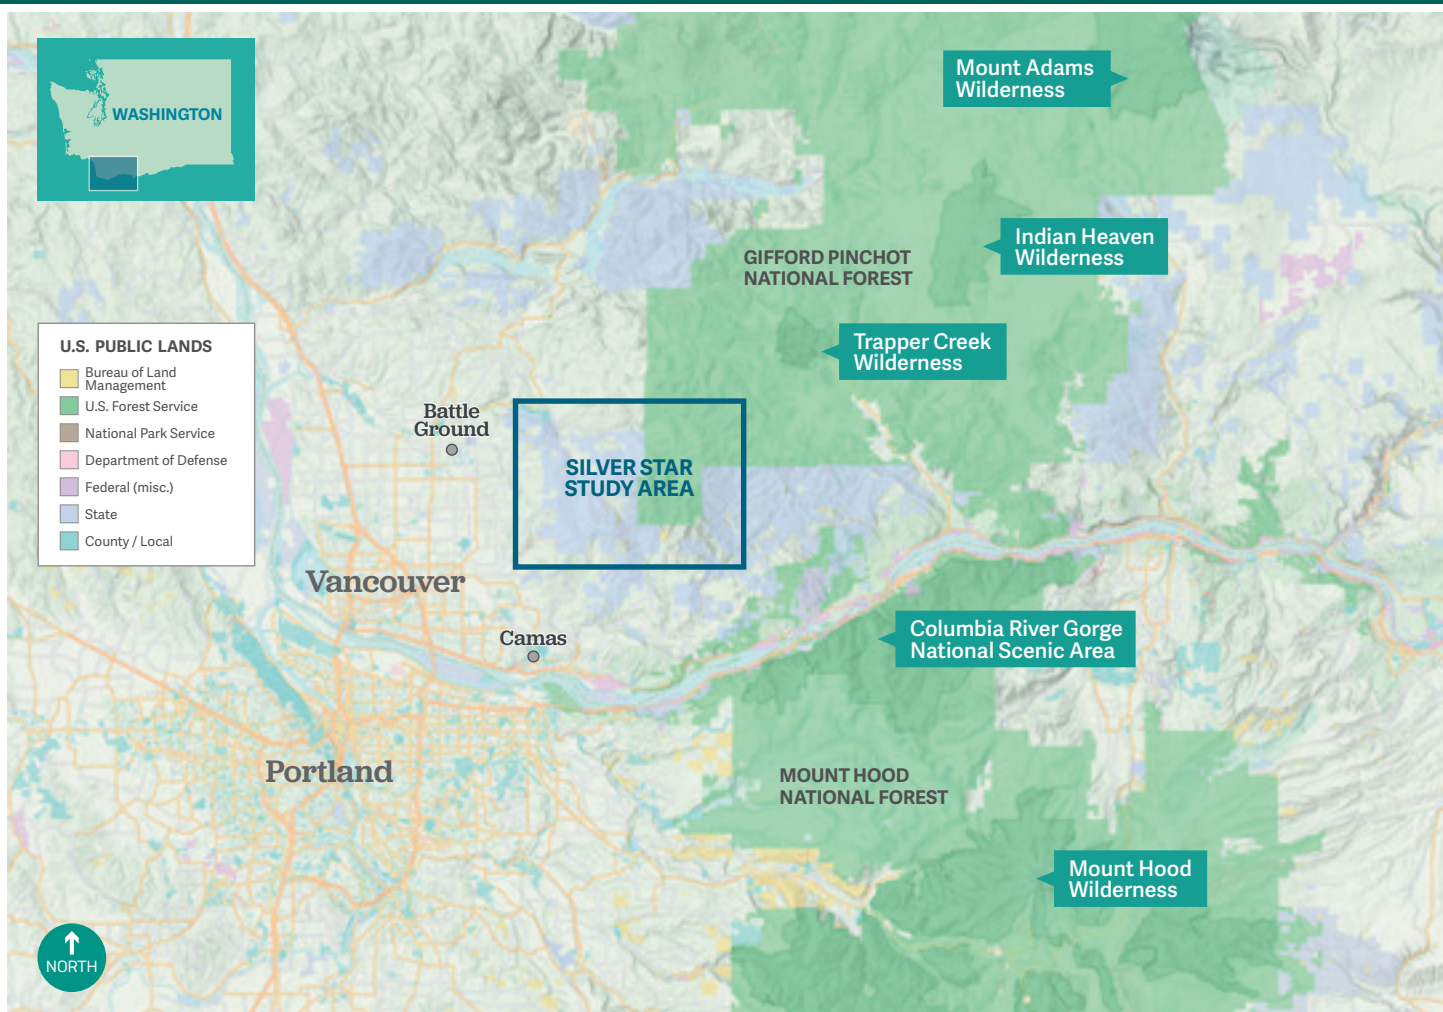 WASHINGTON
Mount Adams
Wilderness
Indian Heaven
Wilderness
GIFFORD PINCHOT
NATIONAL FOREST
Trapper Creek
Wilderness
U.S. PUBLIC LANDS
Bureau of Land
Management
U.S. Forest Service
National Park Service
Department of Defense
Federal (misc.)
State
County / Local
Battle
Ground
SILVER STAR
STUDY AREA
Vancouver
Camas
Columbia River Gorge
National Scenic Area
Portland
MOUNT HOOD
NATIONAL FOREST
Mount Hood
Wilderness
NORTH